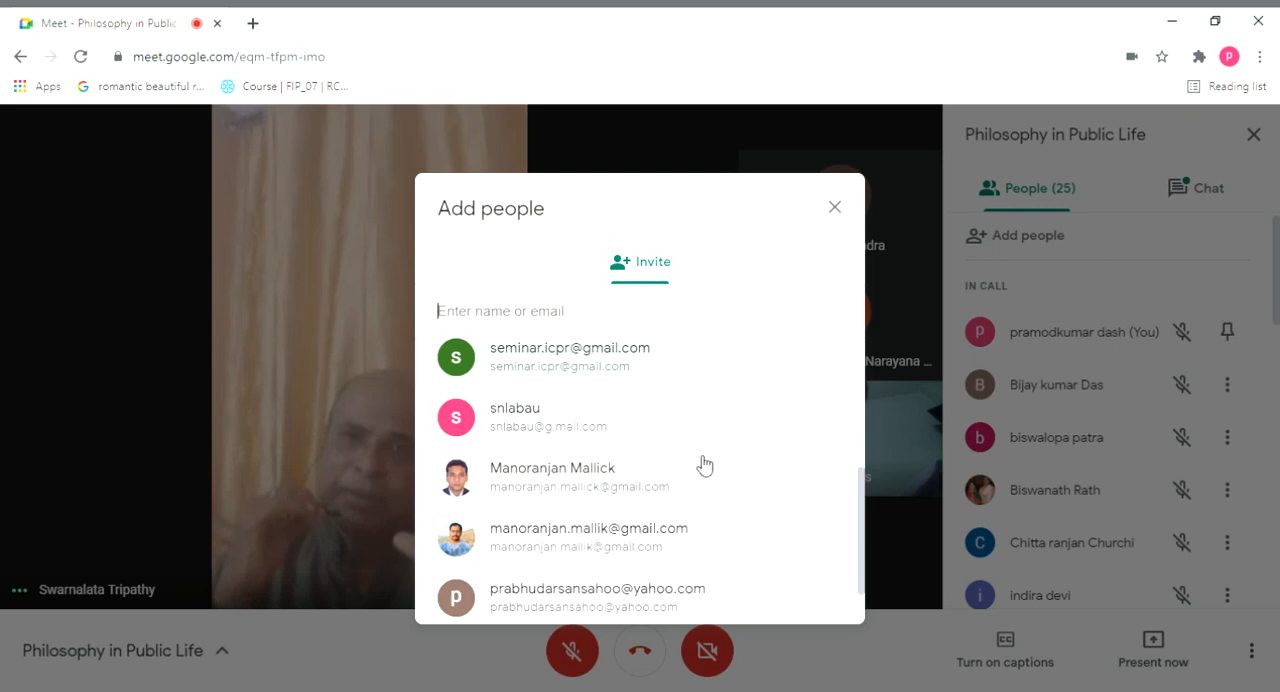 Meet - Philosophy in Public
meet.google.com/eqm-tfpm-imo
P
Apps
romantic beautiful r...
Course | FIP_07 | RC...
Reading list
Philosophy in Public Life
People (25)
Chat
Add people
IN CALL
P
pramodkumar dash (You)
B
Bijay kumar Das
b
biswalopa patra
Biswanath Rath
C
Chitta ranjan Churchi
i
indira devi
Add people
Invite
Enter name or email
s
seminar.icpr@gmail.com
seminar.icpr@gmail.com
s
snlabau
snlabau@g.mail.com
Manoranjan Mallick
manoranjan.mallick@gmail.com
manoranjan.mallik@gmail.com
manoranjan.mallik@gmail.com
p
prabhudarsansahoo@yahoo.com
prabhudarsansahoo@yahoo.com
dra
Narayana ...
s
Swarnalata Tripathy
Philosophy in Public Life
CC
Turn on captions
Present now